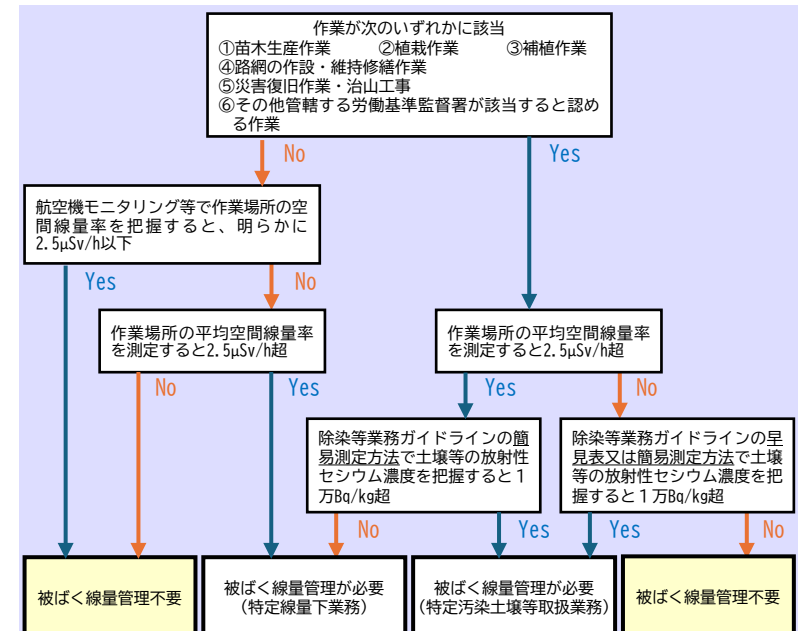 作業が次のいずれかに該当
①苗木生産作業　②植栽作業　③補植作業
④路網の作設・維持修繕作業
⑤災害復旧作業・治山工事
⑥その他管轄する労働基準監督署が該当すると認め
る作業
No
Yes
航空機モニタリング等で作業場所の空
間線量率を把握すると、明らかに
2.5μSv/h以下
Yes
No
作業場所の平均空間線量率
を測定すると2.5μSv/h超
作業場所の平均空間線量率
を測定すると2.5μSv/h超
No
Yes
Yes
No
除染等業務ガイドラインの簡
易測定方法で土壌等の放射性
セシウム濃度を把握すると１
万Bq/kg超
除染等業務ガイドラインの早
見表又は簡易測定方法で土壌
等の放射性セシウム濃度を把
握すると１万Bq/kg超
No
Yes
Yes
No
被ばく線量管理不要
被ばく線量管理が必要
(特定線量下業務)
被ばく線量管理が必要
(特定汚染土壌等取扱業務)
被ばく線量管理不要